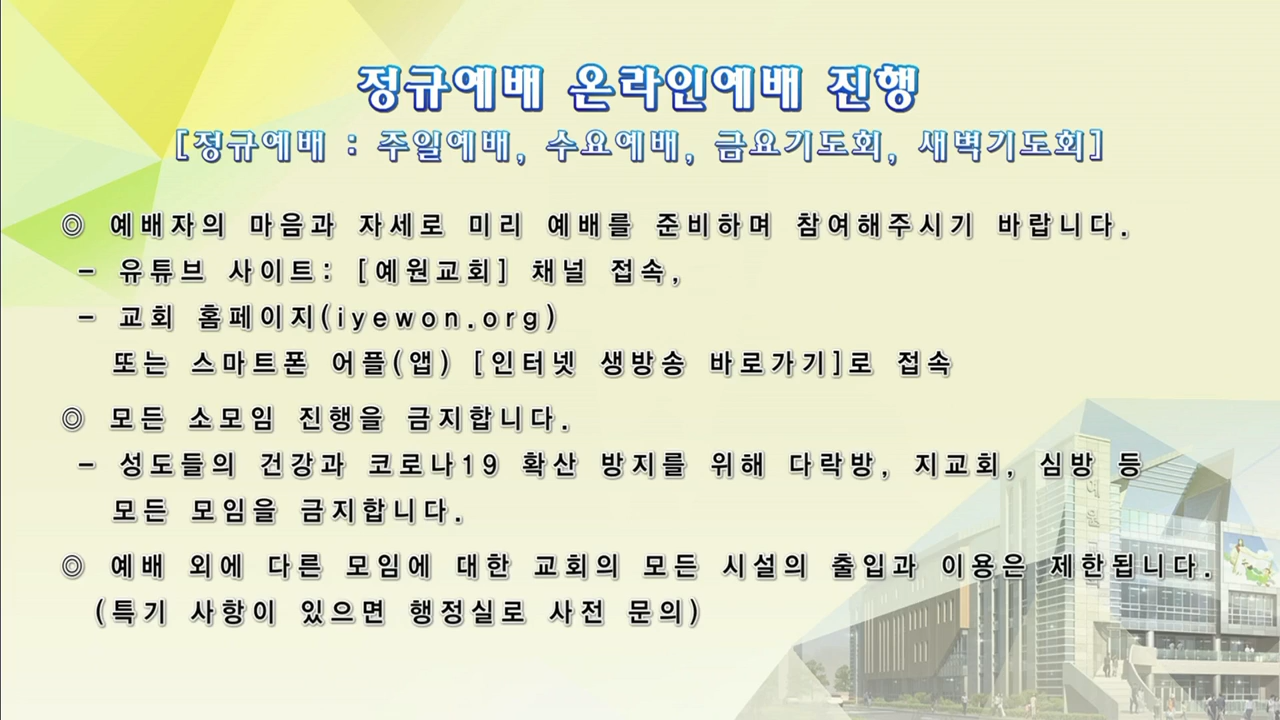 정규예배 온라인예배 진행
[정규예배 : 주일예배, 수요예배, 금요기도회, 새벽기도회]
◎ 예배자의 마음과 자세로 미리 예배를 준비하며 참여해주시기 바랍니다.
- 유튜브 사이트: [예원교회] 채널 접속,
- 교회 홈페이지(iyewon.org)
또는 스마트폰 어플(앱) [인터넷 생방송 바로가기]로 접속
◎ 모든 소모임 진행을 금지합니다.
- 성도들의 건강과 코로나19 확산 방지를 위해 다락방, 지교회, 심방 등
모든 모임을 금지합니다.
◎ 예배 외에 다른 모임에 대한 교회의 모든 시설의 출입과 이용은 제한됩니다.
(특기 사항이 있으면 행정실로 사전 문의)